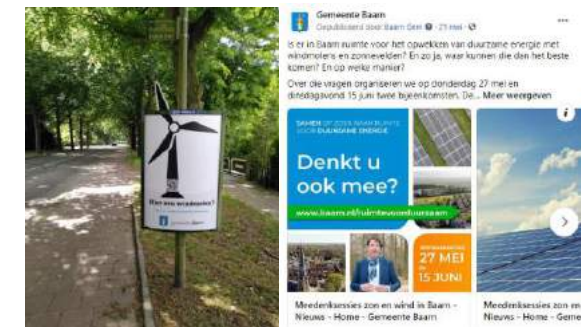 Hier een windmolen?
gemeente Baarn
Gemeente Baarn
Gepubliceerd door Baarn Geri · 21 mei ·
Is er in Baarn ruimte voor het opwekken van duurzame energie met
windmolens en zonnevelden? En zo ja, waar kunnen die dan het beste
komen? En op welke manier?
Over die vragen organiseren we op donderdag 27 mei en
dinsdagavond 15 juni twee bijeenkomsten. De... Meer weergeven
SAMEN OP ZOEK NAAR RUIMTE
VOOR DUURZAME ENERGIE
Denkt u
ook mee?
www.baarn.nl/ruimtevoorduurzaam
27 MEI
15 JUNI
Meedenksessies zon en wind in Baarn -
Nieuws - Home - Gemeente Baarn
Meedenksessies zon en
Nieuws - Home - Geme